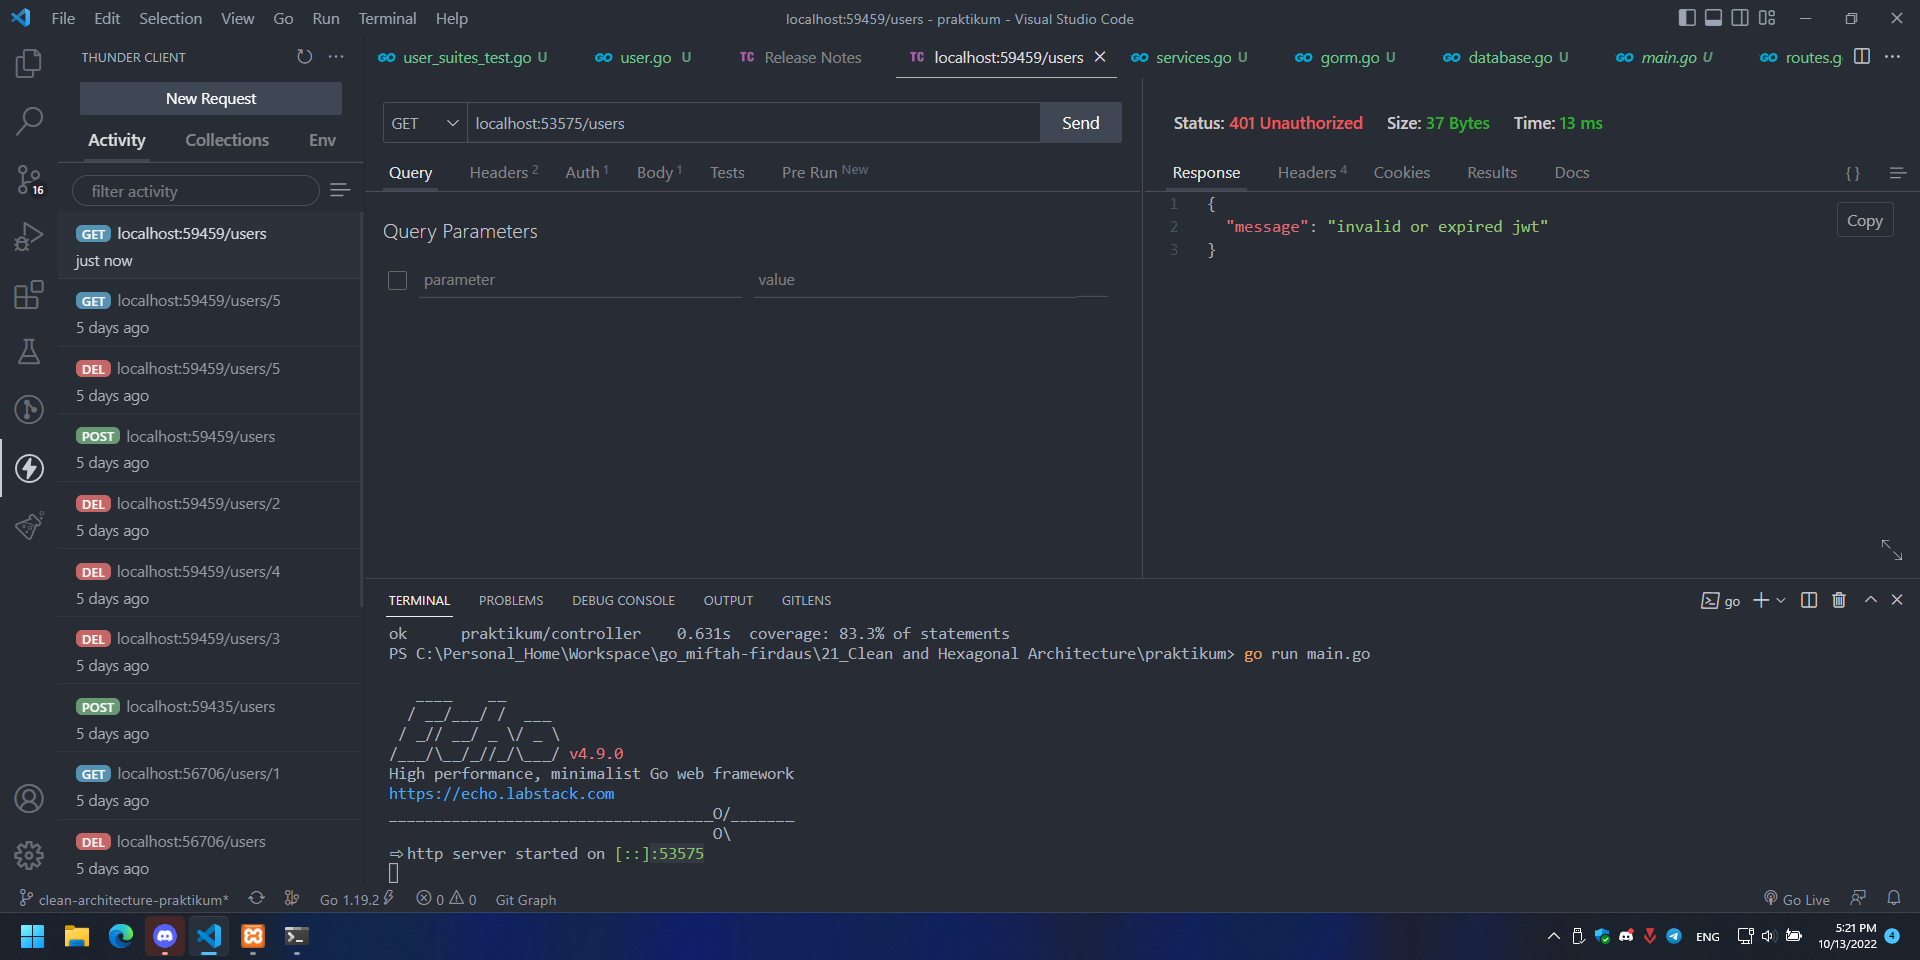 File Edit Selection View Go Run Terminal Help
localhost:59459/users - praktikum - Visual Studio Code
THUNDER CLIENT
New Request
Activity Collections Env
filter activity
GET localhost:59459/users
just now
GET localhost:59459/users/5
5 days ago
DEL localhost:59459/users/5
5 days ago
POST localhost:59459/users
5 days ago
DEL localhost:59459/users/2
5 days ago
DEL localhost:59459/users/4
5 days ago
DEL localhost:59459/users/3
5 days ago
POST localhost:59435/users
5 days ago
GET localhost:56706/users/1
5 days ago
DEL localhost:56706/users
5 days ago
16
GO user_suites_test.go U GO user.go U TC Release Notes TC localhost:59459/users GO services.go U GO gorm.go U GO database.go U GO main.go U GO routes.g
GET localhost:53575/users Send
Query Headers 2 Auth 1 Body 1 Tests Pre Run New
Query Parameters
parameter value
Status: 401 Unauthorized Size: 37 Bytes Time: 13 ms
Response Headers 4 Cookies Results Docs { }
1 {
2 "message": "invalid or expired jwt"
3 }
Copy
TERMINAL PROBLEMS DEBUG CONSOLE OUTPUT GITLENS
go
ok praktikum/controller 0.631s coverage: 83.3% of statements
PS C:\Personal_Home\Workspace\go_miftah-firdaus\21_Clean and Hexagonal Architecture\praktikum> go run main.go
   ____    __
  / __/___/ /  ___
 / _// __/ _ \/ _ \
/___/\__/_//_/\___/ v4.9.0
High performance, minimalist Go web framework
https://echo.labstack.com
____________________________________O/_______
                                    O\
⇨ http server started on [::]:53575
clean-architecture-praktikum* Go 1.19.2 0 0 Git Graph
Go Live
ENG
5:21 PM
10/13/2022
4